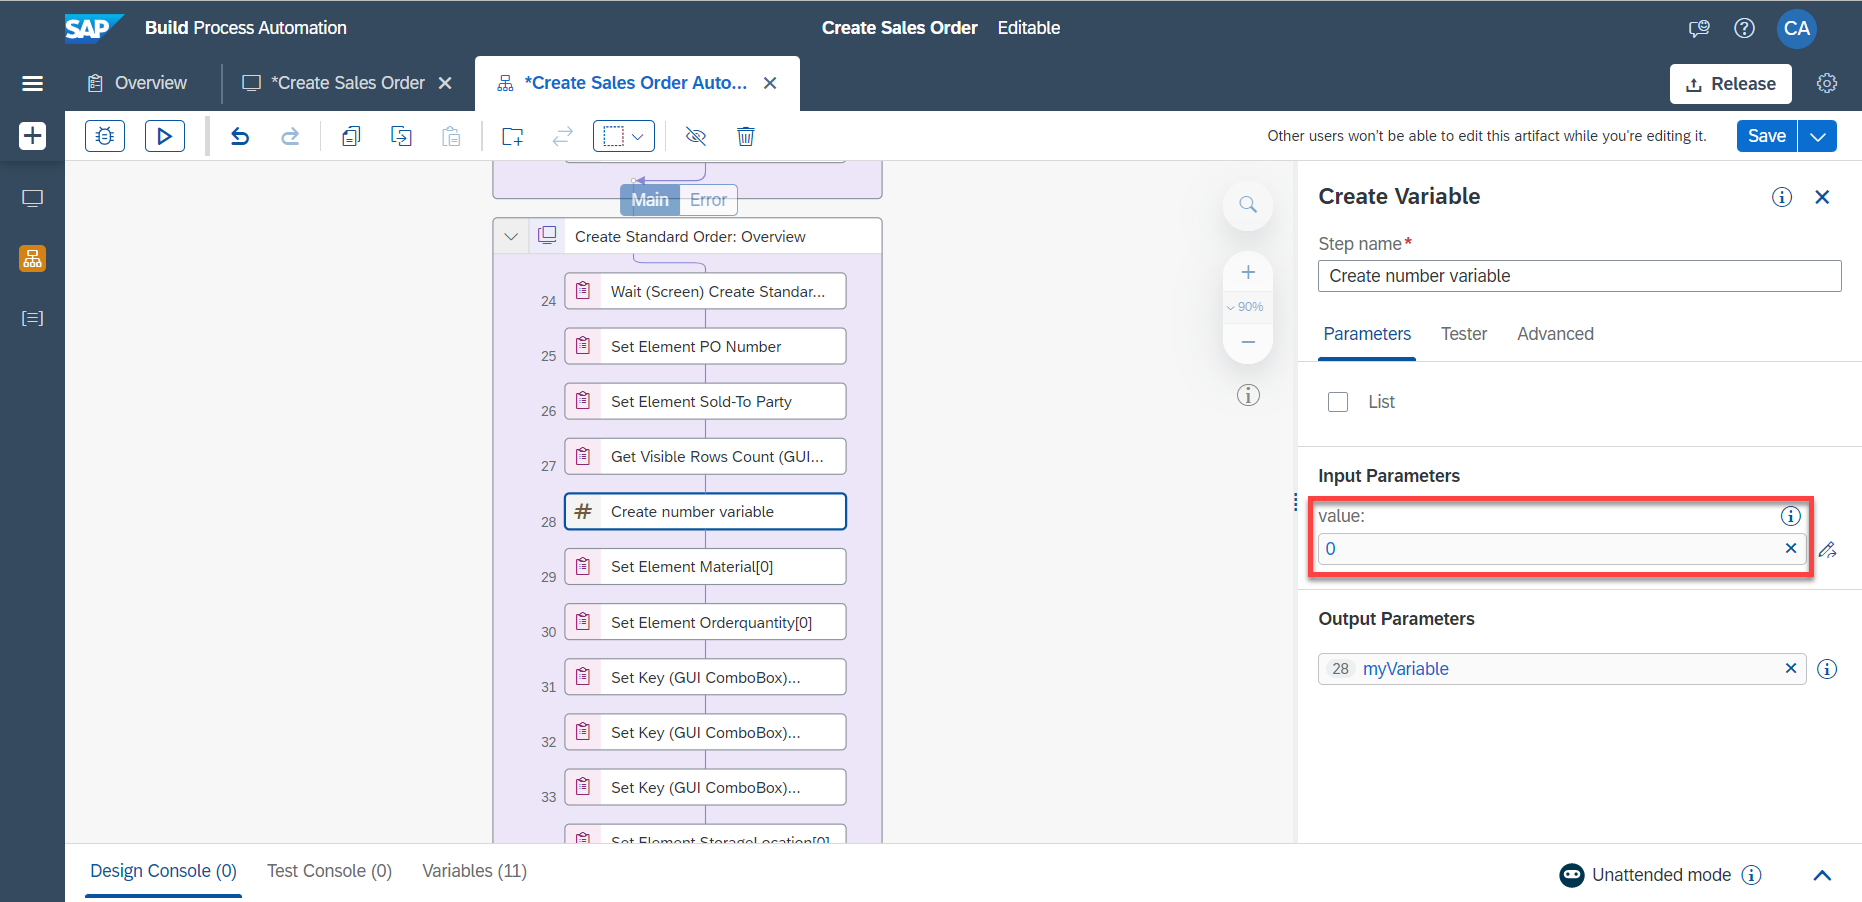 SAP Build Process Automation
Create Sales Order Editable
CA
Overview
*Create Sales Order
*Create Sales Order Auto...
Release
Other users won't be able to edit this artifact while you're editing it.
Save
Main Error
Create Standard Order: Overview
24 Wait (Screen) Create Standar...
25 Set Element PO Number
26 Set Element Sold-To Party
27 Get Visible Rows Count (GUI...
28 Create number variable
29 Set Element Material[0]
30 Set Element Orderquantity[0]
31 Set Key (GUI ComboBox)...
32 Set Key (GUI ComboBox)...
33 Set Key (GUI ComboBox)...
Set Element StorageLocation[0]
90%
Create Variable
Step name*
Create number variable
Parameters Tester Advanced
List
Input Parameters
value:
0
Output Parameters
28 myVariable
Design Console (0) Test Console (0) Variables (11)
Unattended mode